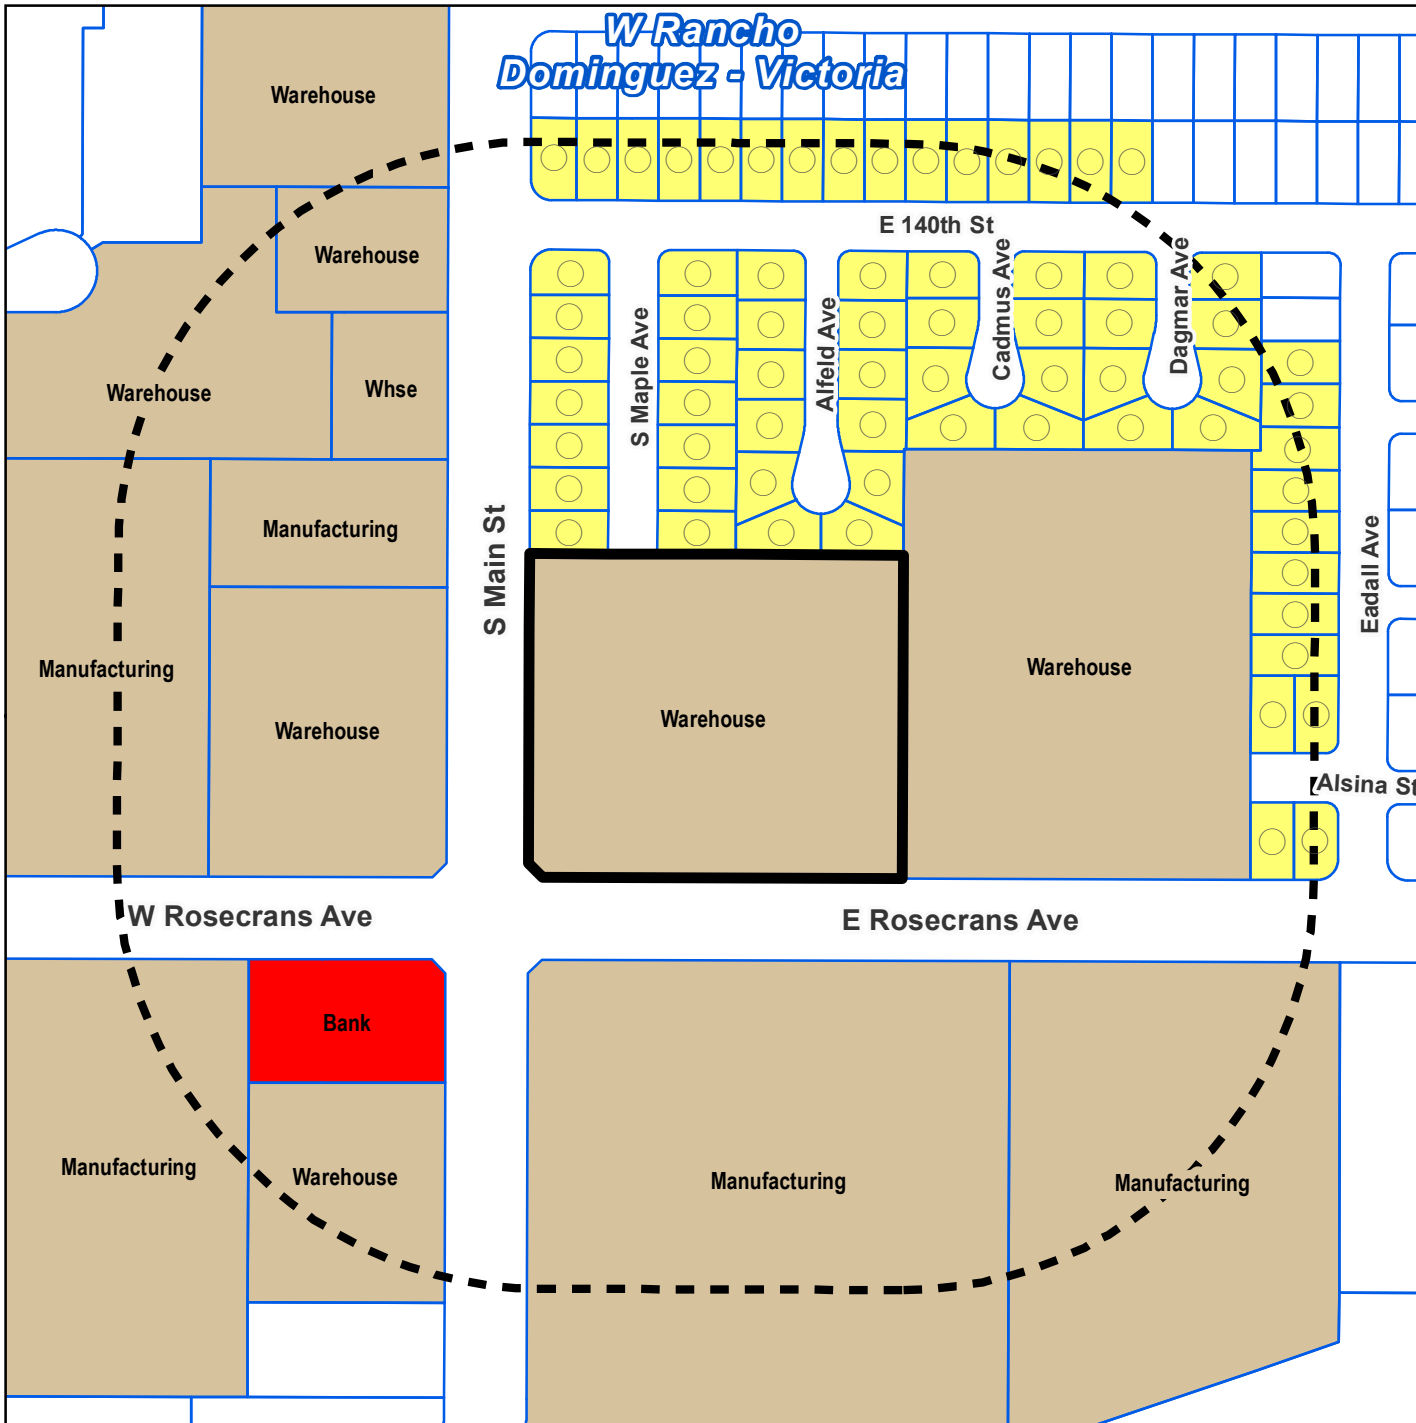 W Rancho
Dominguez - Victoria
Warehouse
E 140th St
Warehouse
Cadmus Ave
Dagmar Ave
Alfeld Ave
S Maple Ave
Warehouse
Whse
Manufacturing
S Main St
Eadall Ave
Manufacturing
Warehouse
Warehouse
Warehouse
Alsina St
W Rosecrans Ave
E Rosecrans Ave
Bank
Manufacturing
Warehouse
Manufacturing
Manufacturing